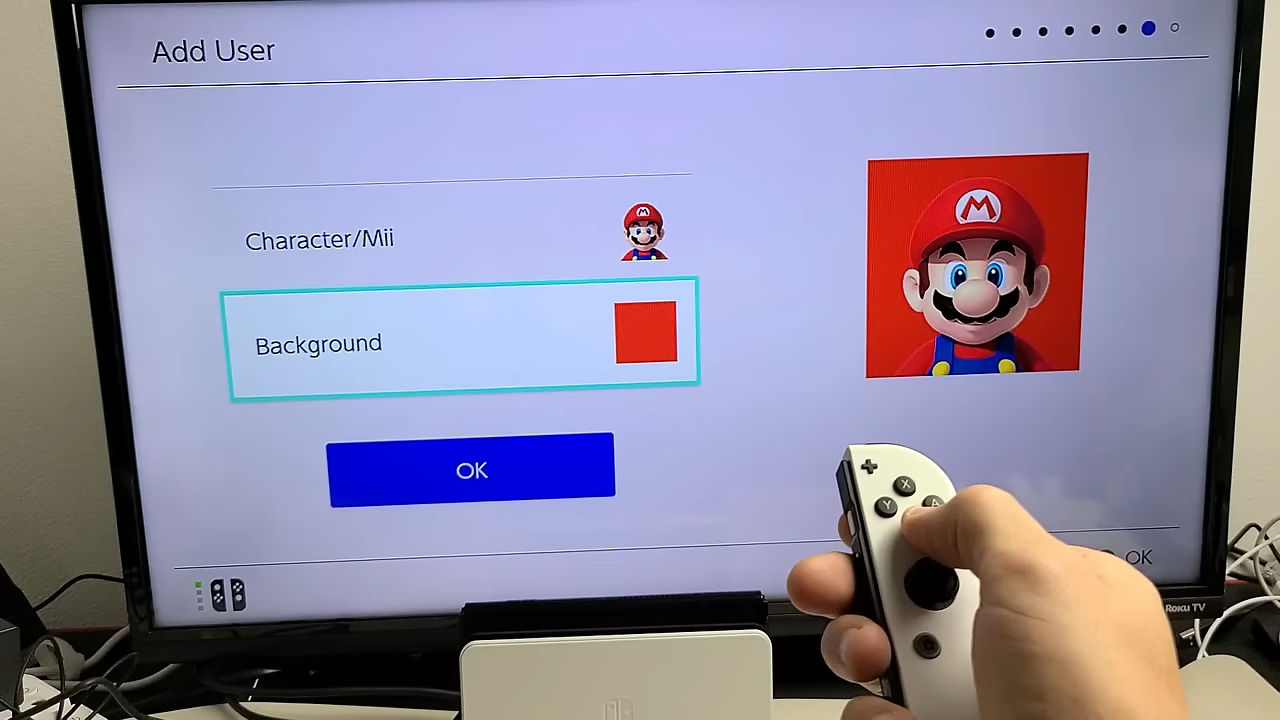 Add User
Character/Mii
Background
OK
X
Y
A
OK
Roku TV